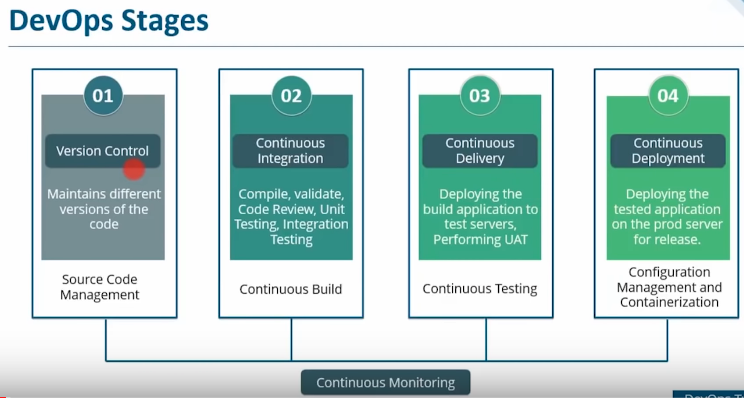 DevOps Stages
01
Version Control
Maintains different
versions of the
code
Source Code
Management
02
Continuous
Integration
Compile, validate,
Code Review, Unit
Testing, Integration
Testing
Continuous Build
03
Continuous
Delivery
Deploying the
build application to
test servers,
Performing UAT
Continuous Testing
04
Continuous
Deployment
Deploying the
tested application
on the prod server
for release.
Configuration
Management and
Containerization
Continuous Monitoring